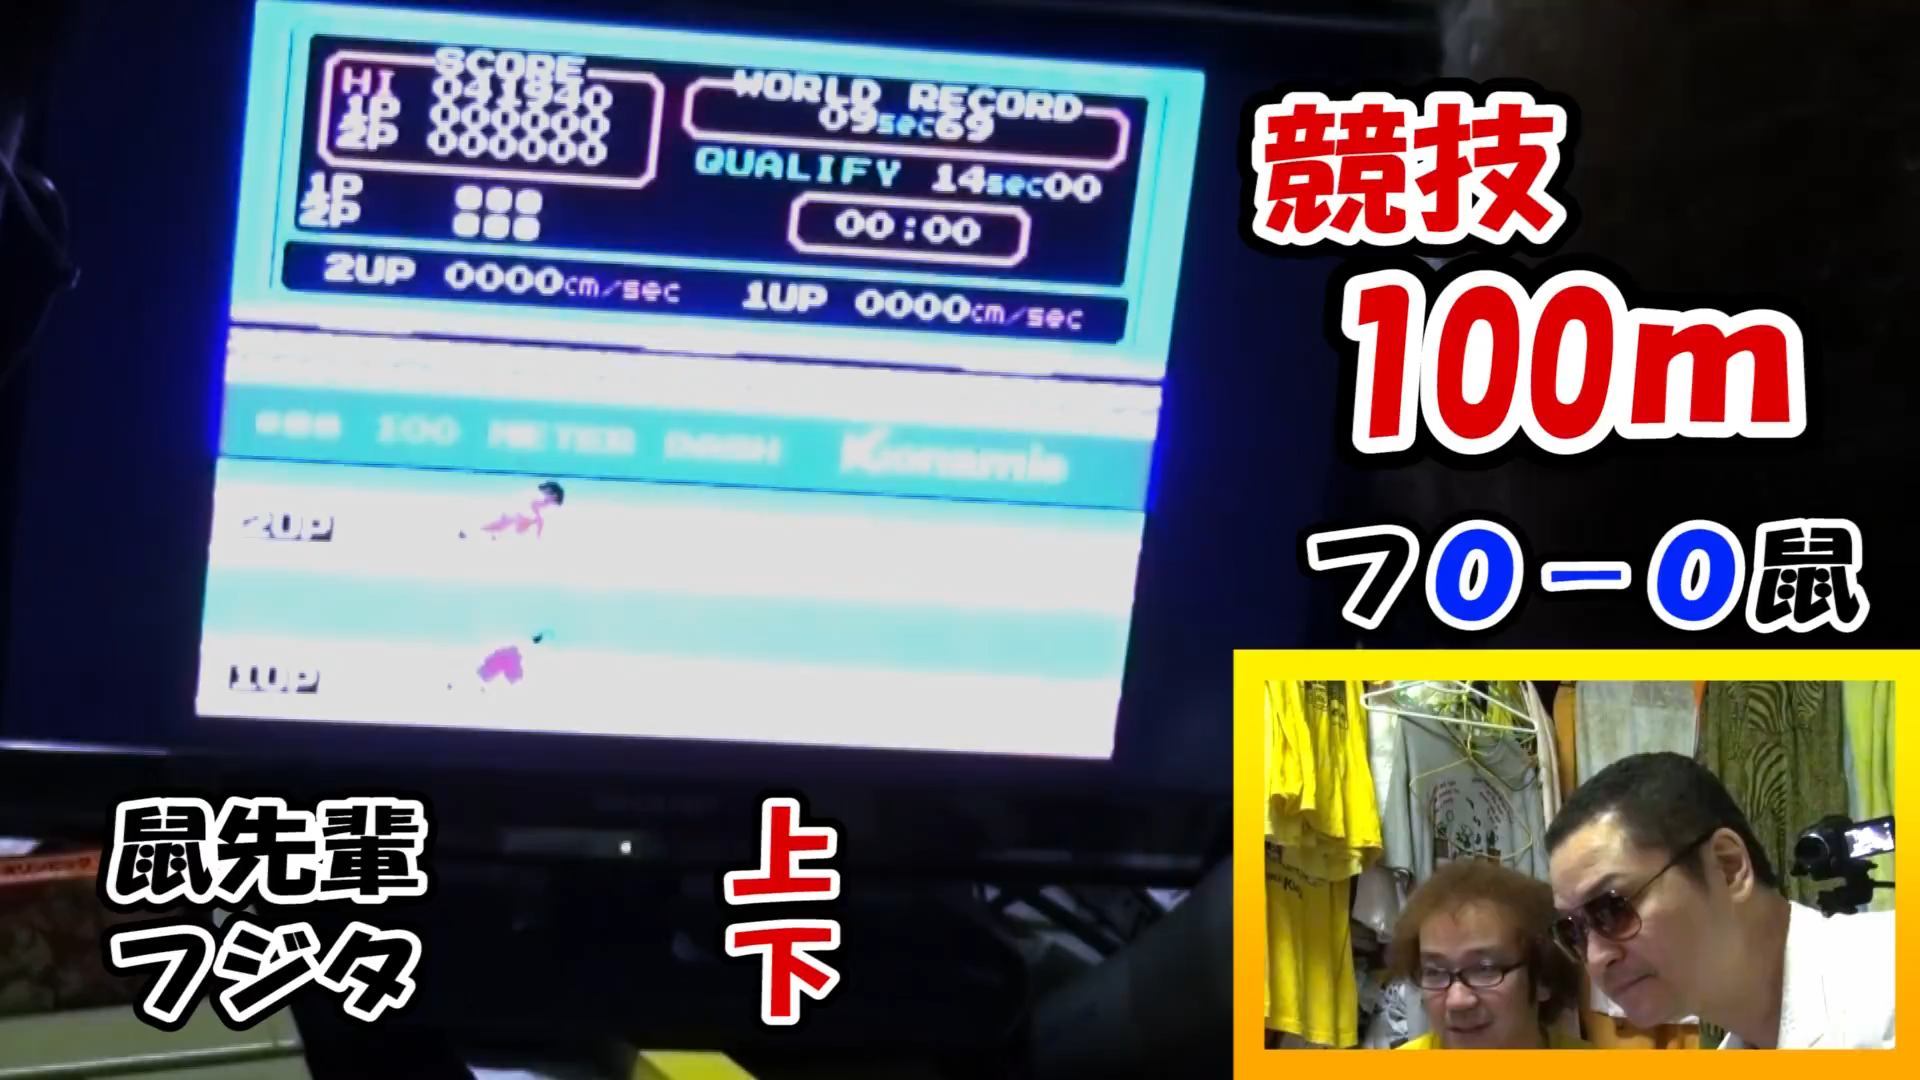 SCORE
HI 041940
1P 000000
2P 000000
WORLD RECORD
09sec69
QUALIFY 14sec00
1P
2P
00:00
2UP 0000cm/sec 1UP 0000cm/sec
100 METER DASH Konami
2UP
1UP
競技
100m
フ0-0鼠
鼠先輩 上
フジタ 下